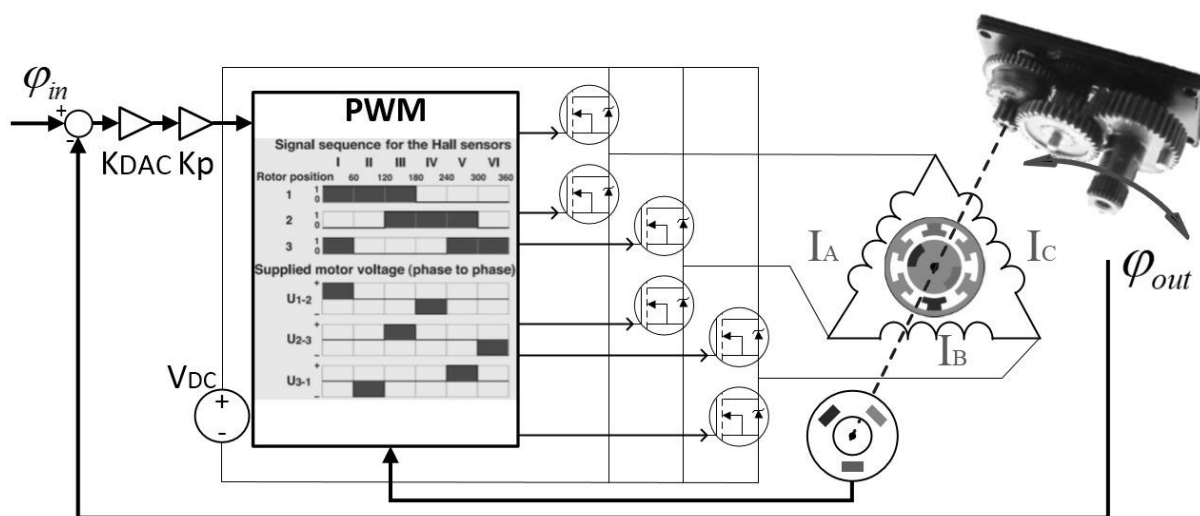 PWM
φin
+
-
KDAC Kp
Signal sequence for the Hall sensors
I II III IV V VI
Rotor position 60 120 180 240 300 360
1 1 0
2 1 0
3 1 0
Supplied motor voltage (phase to phase)
U1-2 + −
U2-3 + −
U3-1 + −
VDC
+
-
IA
IC
IB
φout